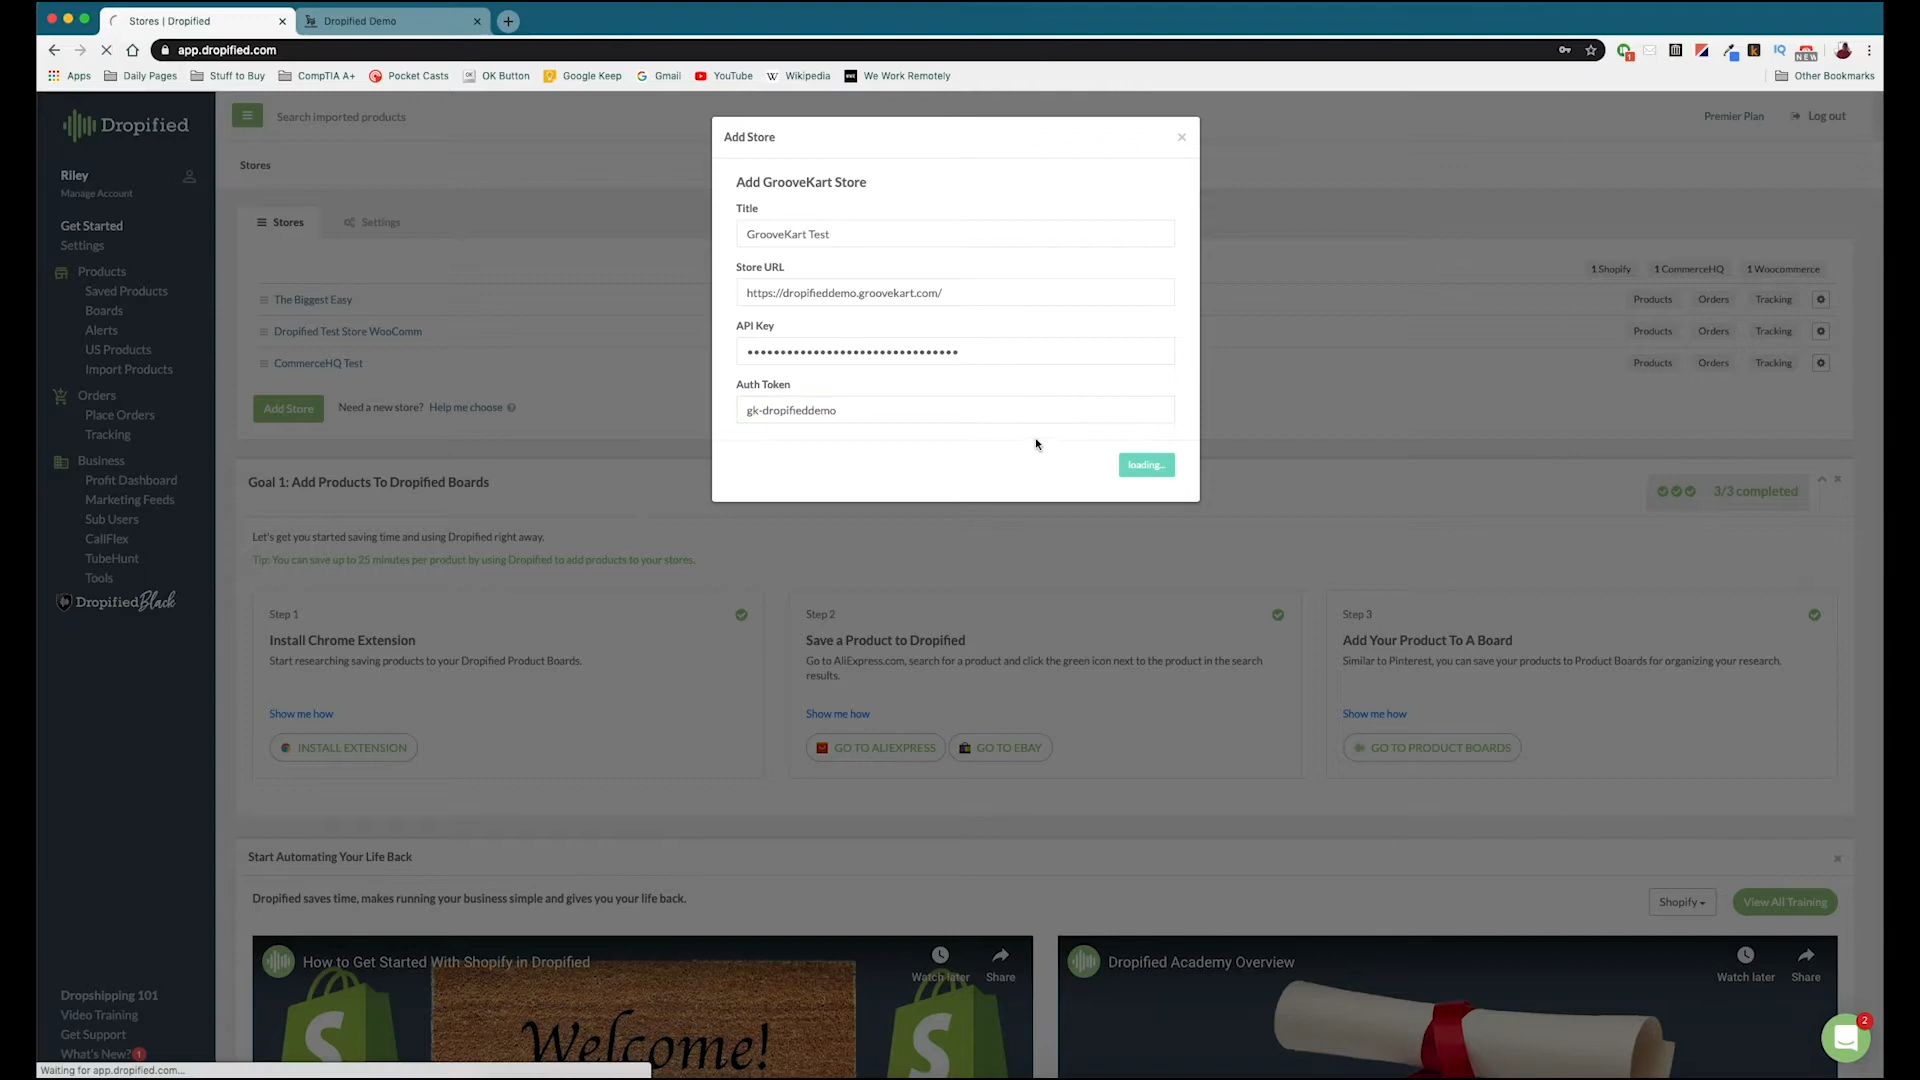 Stores | Dropified
Dropified Demo
app.dropified.com
NEW
Apps
Daily Pages
Stuff to Buy
CompTIA A+
Pocket Casts
OK Button
Google Keep
Gmail
YouTube
Wikipedia
We Work Remotely
Other Bookmarks
Dropified
Search imported products
Premier Plan
Log out
Riley
Manage Account
Get Started
Settings
Products
Saved Products
Boards
Alerts
US Products
Import Products
Orders
Place Orders
Tracking
Business
Profit Dashboard
Marketing Feeds
Sub Users
CallFlex
TubeHunt
Tools
Dropified Black
Dropshipping 101
Video Training
Get Support
What's New? 1
Stores
Stores
Settings
1 Shopify
1 CommerceHQ
1 Woocommerce
The Biggest Easy
Products
Orders
Tracking
Dropified Test Store WooComm
Products
Orders
Tracking
CommerceHQ Test
Products
Orders
Tracking
Add Store
Need a new store? Help me choose
Add Store
Add GrooveKart Store
Title
GrooveKart Test
Store URL
https://dropifieddemo.groovekart.com/
API Key
Auth Token
gk-dropifieddemo
loading...
Goal 1: Add Products To Dropified Boards
3/3 completed
Let's get you started saving time and using Dropified right away.
Tip: You can save up to 25 minutes per product by using Dropified to add products to your stores.
Step 1
Install Chrome Extension
Start researching saving products to your Dropified Product Boards.
Show me how
INSTALL EXTENSION
Step 2
Save a Product to Dropified
Go to AliExpress.com, search for a product and click the green icon next to the product in the search
results.
Show me how
GO TO ALIEXPRESS
GO TO EBAY
Step 3
Add Your Product To A Board
Similar to Pinterest, you can save your products to Product Boards for organizing your research.
Show me how
GO TO PRODUCT BOARDS
Start Automating Your Life Back
Dropified saves time, makes running your business simple and gives you your life back.
Shopify
View All Training
How to Get Started With Shopify in Dropified
Watch later
Share
Welcome!
Dropified Academy Overview
Watch later
Share
2
Waiting for app.dropified.com...